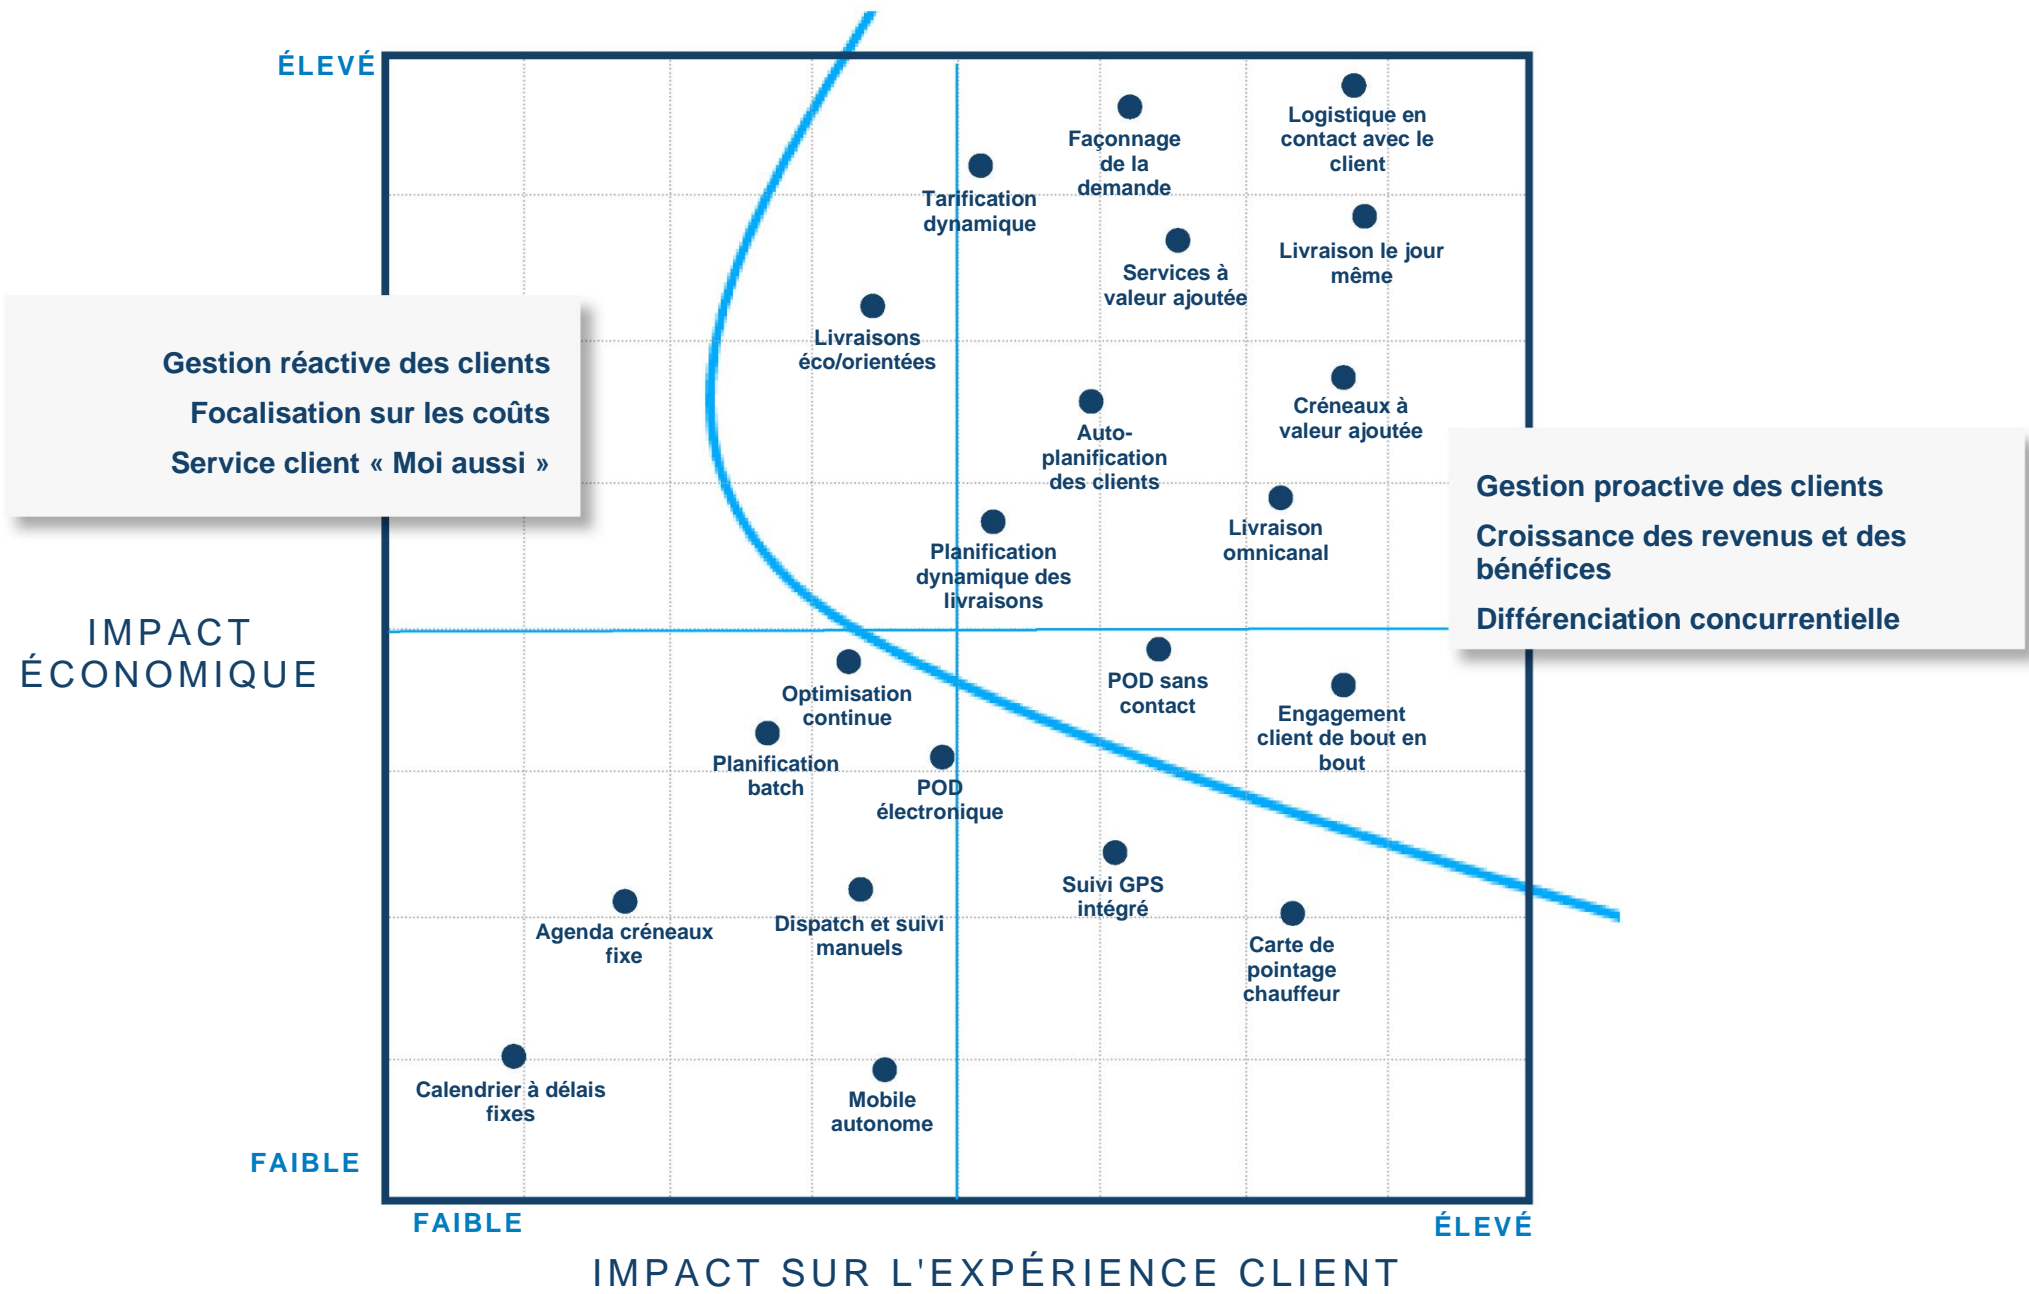 ÉLEVÉ
Logistique en
contact avec le
client
Façonnage
de la
demande
Tarification
dynamique
Livraison le jour
même
Services à
valeur ajoutée
Livraisons
éco/orientées
Gestion réactive des clients
Focalisation sur les coûts
Service client « Moi aussi »
Créneaux à
valeur ajoutée
Auto-
planification
des clients
Livraison
omnicanal
Planification
dynamique des
livraisons
Gestion proactive des clients
Croissance des revenus et des
bénéfices
Différenciation concurrentielle
IMPACT
ÉCONOMIQUE
POD sans
contact
Optimisation
continue
Engagement
client de bout en
bout
Planification
batch
POD
électronique
Suivi GPS
intégré
Dispatch et suivi
manuels
Agenda créneaux
fixe
Carte de
pointage
chauffeur
Calendrier à délais
fixes
Mobile
autonome
FAIBLE
FAIBLE
ÉLEVÉ
IMPACT SUR L'EXPÉRIENCE CLIENT